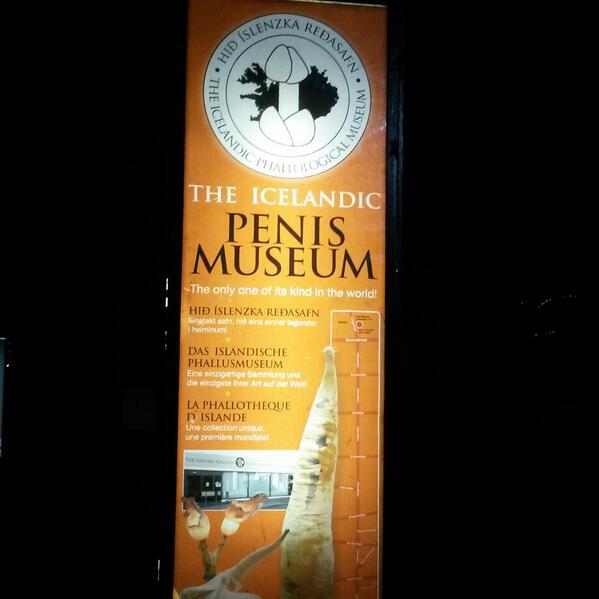 HIÐ ÍSLENZKA REÐASAFN
THE ICELANDIC PHALLOLOGICAL MUSEUM
THE ICELANDIC
PENIS
MUSEUM
The only one of its kind in the world!
HIÐ ÍSLENZKA REÐASAFN
Einstakt safn, hið eina sinnar tegundar
í heiminum!
DAS ISLÄNDISCHE
PHALLUSMUSEUM
Eine einzigartige Sammlung und
die einzigste ihrer Art auf der Welt!
LA PHALLOTHÈQUE
D'ISLANDE
Une collection unique,
une première mondiale!